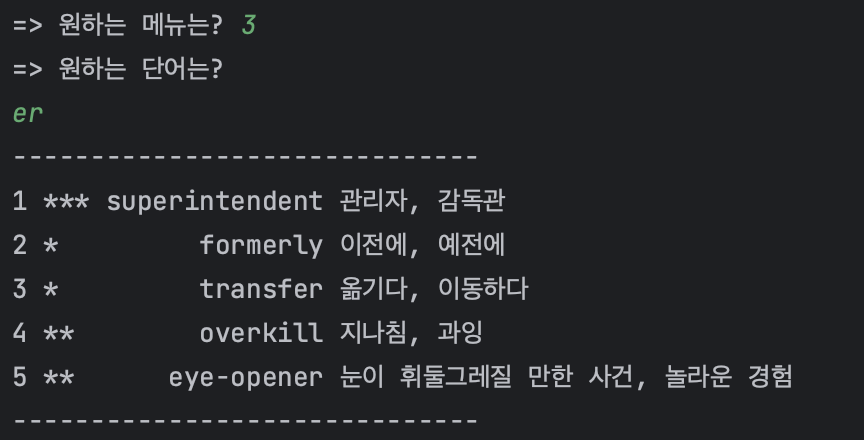 => 원하는 메뉴는? 3
=> 원하는 단어는?
er
------------------------------
1 *** superintendent 관리자, 감독관
2 *         formerly 이전에, 예전에
3 *         transfer 옮기다, 이동하다
4 **        overkill 지나침, 과잉
5 **      eye-opener 눈이 휘둥그레질 만한 사건, 놀라운 경험
------------------------------